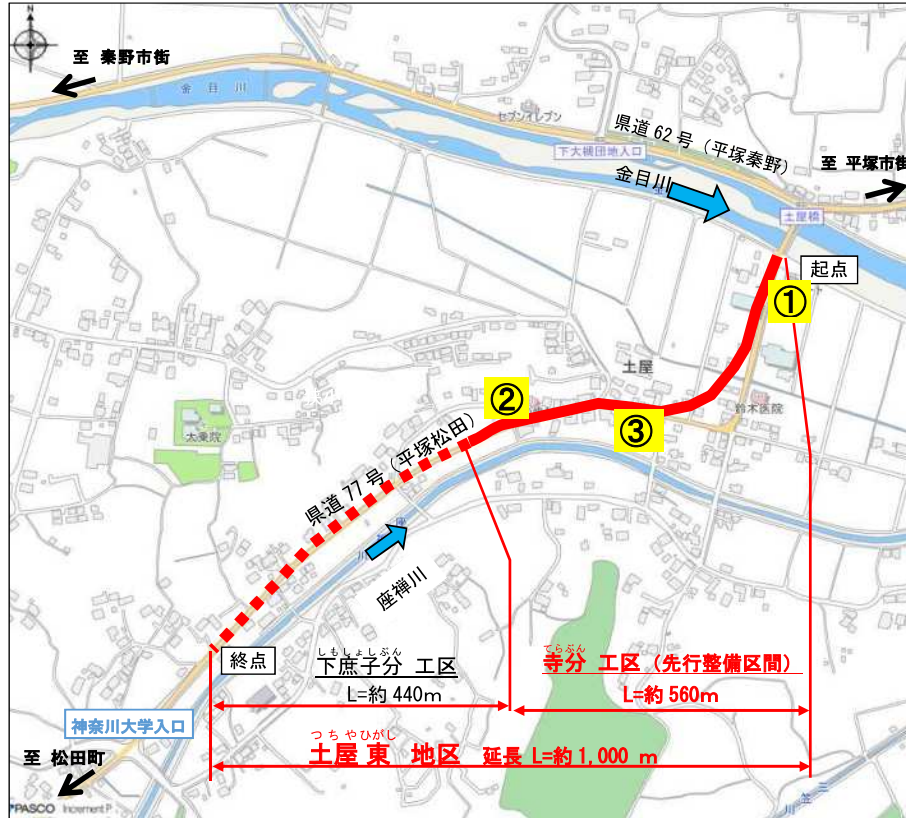 至 秦野市街
金目川
セブンイレブン
県道 62 号 (平塚秦野)
下大槻団地入口
至 平塚市街
金目川
土屋橋
起点
①
土屋
②
鈴木医院
③
太乗院
県道 77 号 (平塚松田)
座禅川
終点
しもしょしぶん
下庶子分 工区
L=約 440m
てらぶん
寺分 工区 (先行整備区間)
L=約 560m
神奈川大学入口
つちやひがし
土屋東 地区 延長 L=約 1,000 m
至 松田町
三笠川
©PASCO Increment P